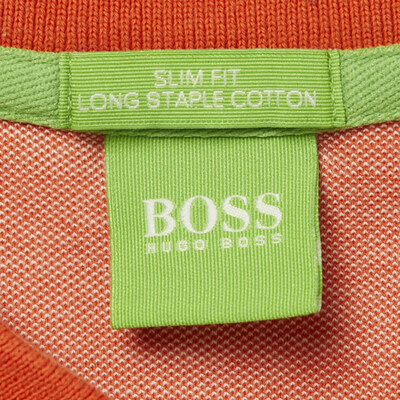 SLIM FIT
LONG STAPLE COTTON
BOSS
HUGO BOSS